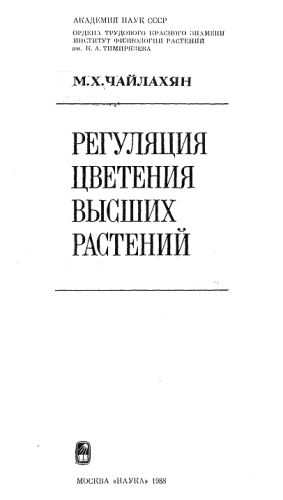 АКАДЕМИЯ НАУК СССР
ОРДЕНА ТРУДОВОГО КРАСНОГО ЗНАМЕНИ
ИНСТИТУТ ФИЗИОЛОГИИ РАСТЕНИЙ
им. К. А. ТИМИРЯЗЕВА
М.Х.ЧАЙЛАХЯН
РЕГУЛЯЦИЯ
ЦВЕТЕНИЯ
ВЫСШИХ
РАСТЕНИЙ
МОСКВА «НАУКА» 1988